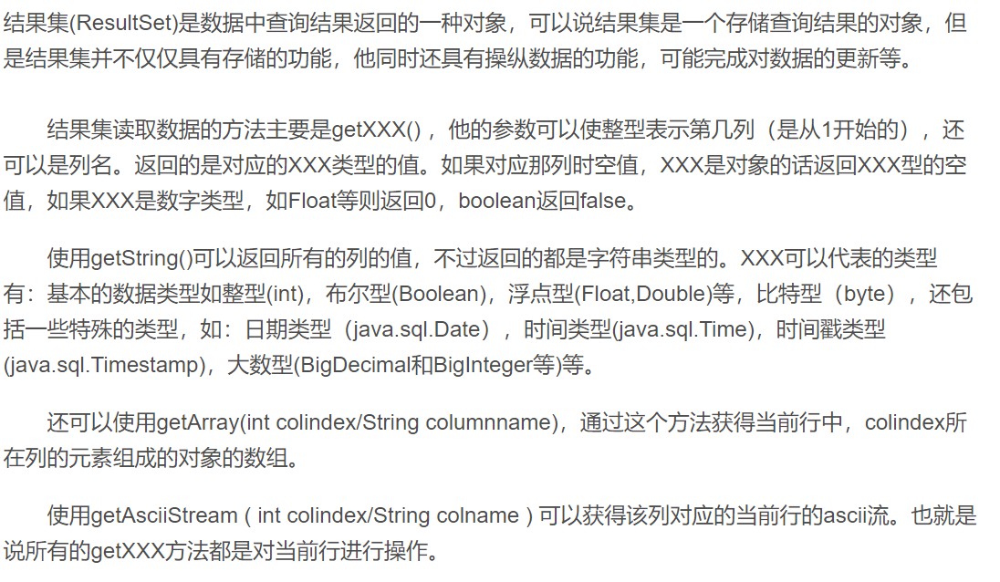 结果集(ResultSet)是数据中查询结果返回的一种对象，可以说结果集是一个存储查询结果的对象，但
是结果集并不仅仅具有存储的功能，他同时还具有操纵数据的功能，可能完成对数据的更新等。
结果集读取数据的方法主要是getXXX() ，他的参数可以使整型表示第几列（是从1开始的），还
可以是列名。返回的是对应的XXX类型的值。如果对应那列时空值，XXX是对象的话返回XXX型的空
值，如果XXX是数字类型，如Float等则返回0，boolean返回false。
使用getString()可以返回所有的列的值，不过返回的都是字符串类型的。XXX可以代表的类型
有：基本的数据类型如整型(int)，布尔型(Boolean)，浮点型(Float,Double)等，比特型（byte），还包
括一些特殊的类型，如：日期类型（java.sql.Date），时间类型(java.sql.Time)，时间戳类型
(java.sql.Timestamp)，大数型(BigDecimal和BigInteger等)等。
还可以使用getArray(int colindex/String columnname)，通过这个方法获得当前行中，colindex所
在列的元素组成的对象的数组。
使用getAsciiStream ( int colindex/String colname ) 可以获得该列对应的当前行的ascii流。也就是
说所有的getXXX方法都是对当前行进行操作。